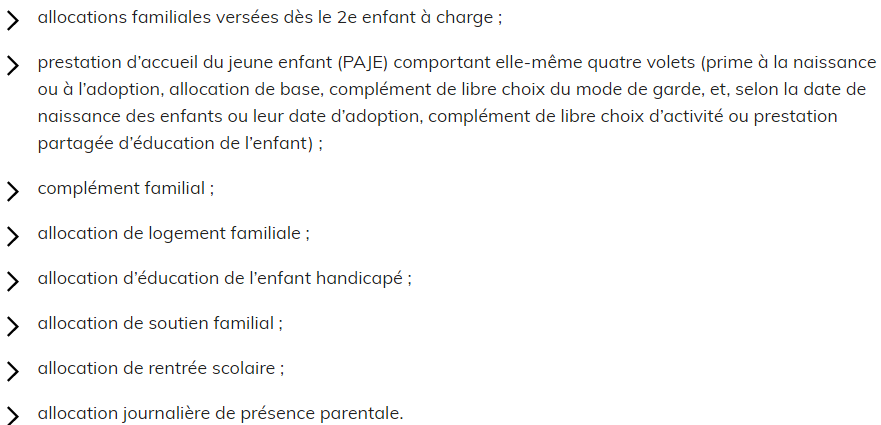 allocations familiales versées dès le 2e enfant à charge ;
prestation d’accueil du jeune enfant (PAJE) comportant elle-même quatre volets (prime à la naissance
ou à l’adoption, allocation de base, complément de libre choix du mode de garde, et, selon la date de
naissance des enfants ou leur date d’adoption, complément de libre choix d’activité ou prestation
partagée d’éducation de l’enfant) ;
complément familial ;
allocation de logement familiale ;
allocation d’éducation de l’enfant handicapé ;
allocation de soutien familial ;
allocation de rentrée scolaire ;
allocation journalière de présence parentale.